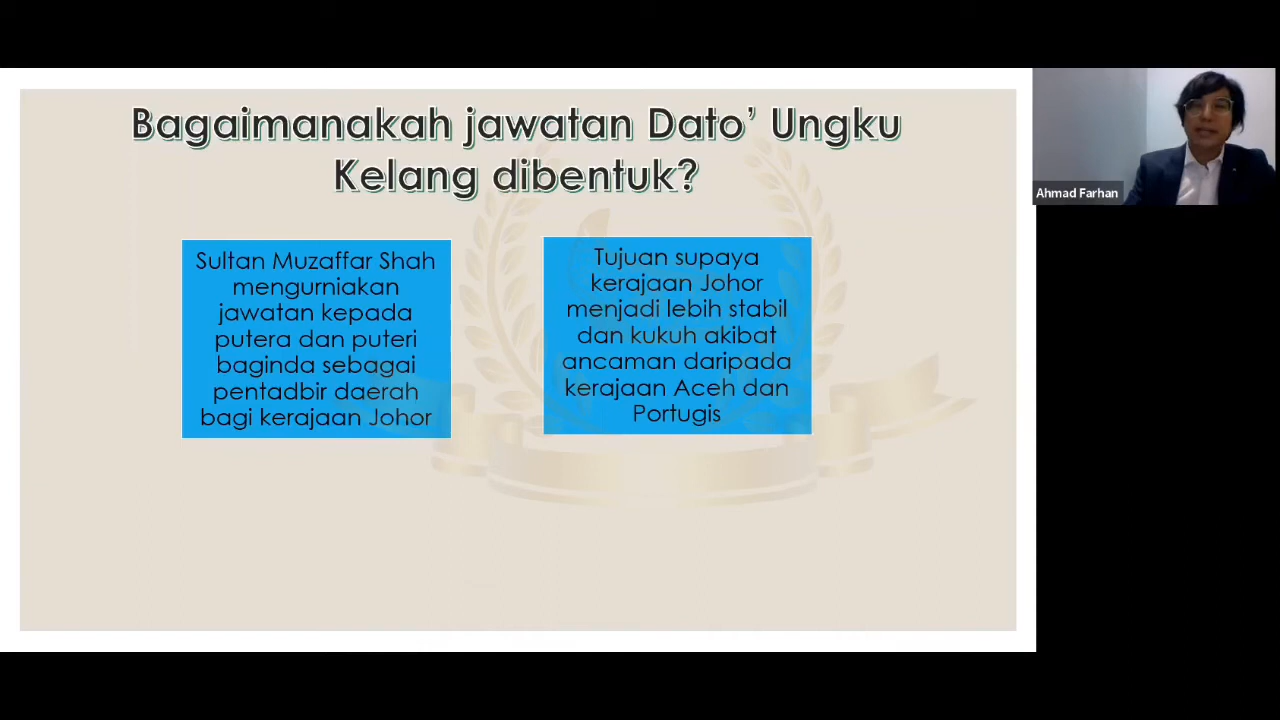 Bagaimanakah jawatan Dato' Ungku
Kelang dibentuk?
Sultan Muzaffar Shah
mengurniakan
jawatan kepada
putera dan puteri
baginda sebagai
pentadbir daerah
bagi kerajaan Johor
Tujuan supaya
kerajaan Johor
menjadi lebih stabil
dan kukuh akibat
ancaman daripada
kerajaan Aceh dan
Portugis
Ahmad Farhan